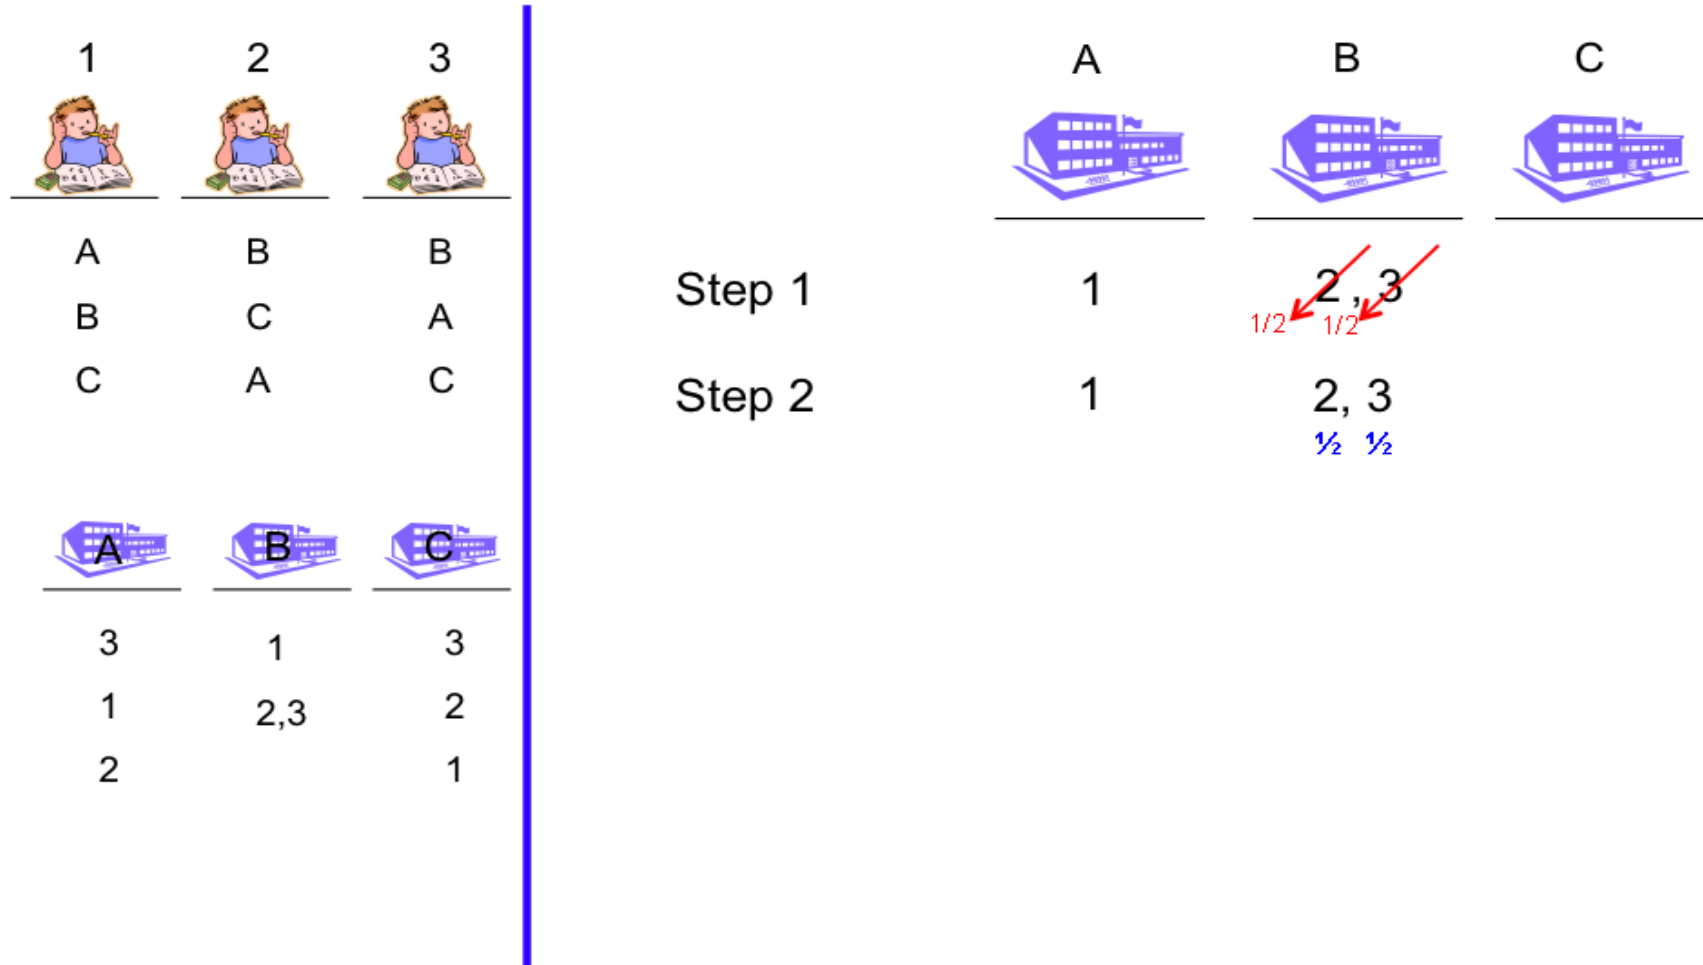 1 2 3
A B B
B C A
C A C
A B C
3 1 3
1 2,3 2
2 1
A B C
Step 1 1 2 , 3
1/2 1/2
Step 2 1 2, 3
½ ½